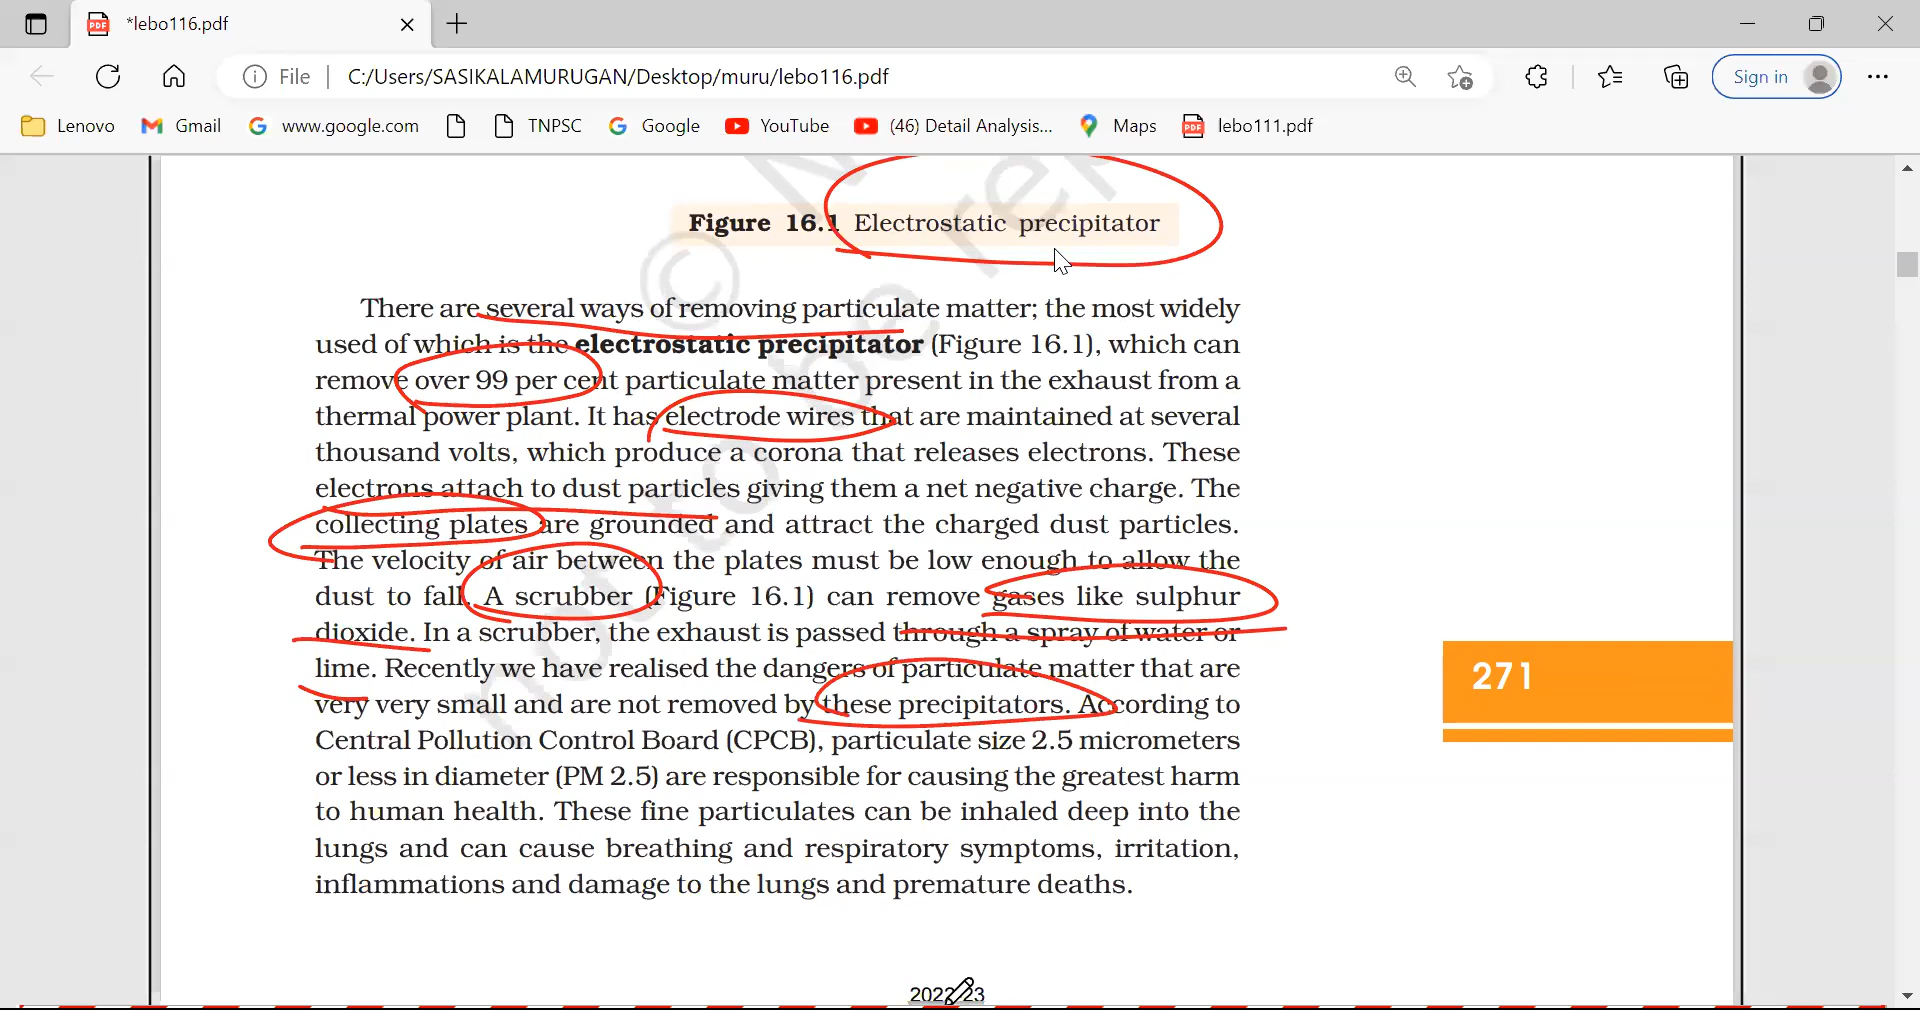 *lebo116.pdf
File | C:/Users/SASIKALAMURUGAN/Desktop/muru/lebo116.pdf
Sign in
Lenovo Gmail www.google.com TNPSC Google YouTube (46) Detail Analysis... Maps lebo111.pdf
Figure 16.1 Electrostatic precipitator
There are several ways of removing particulate matter; the most widely
used of which is the electrostatic precipitator (Figure 16.1), which can
remove over 99 per cent particulate matter present in the exhaust from a
thermal power plant. It has electrode wires that are maintained at several
thousand volts, which produce a corona that releases electrons. These
electrons attach to dust particles giving them a net negative charge. The
collecting plates are grounded and attract the charged dust particles.
The velocity of air between the plates must be low enough to allow the
dust to fall. A scrubber (Figure 16.1) can remove gases like sulphur
dioxide. In a scrubber, the exhaust is passed through a spray of water or
lime. Recently we have realised the dangers of particulate matter that are
very very small and are not removed by these precipitators. According to
Central Pollution Control Board (CPCB), particulate size 2.5 micrometers
or less in diameter (PM 2.5) are responsible for causing the greatest harm
to human health. These fine particulates can be inhaled deep into the
lungs and can cause breathing and respiratory symptoms, irritation,
inflammations and damage to the lungs and premature deaths.
271
not to be rep
© N
2022-23